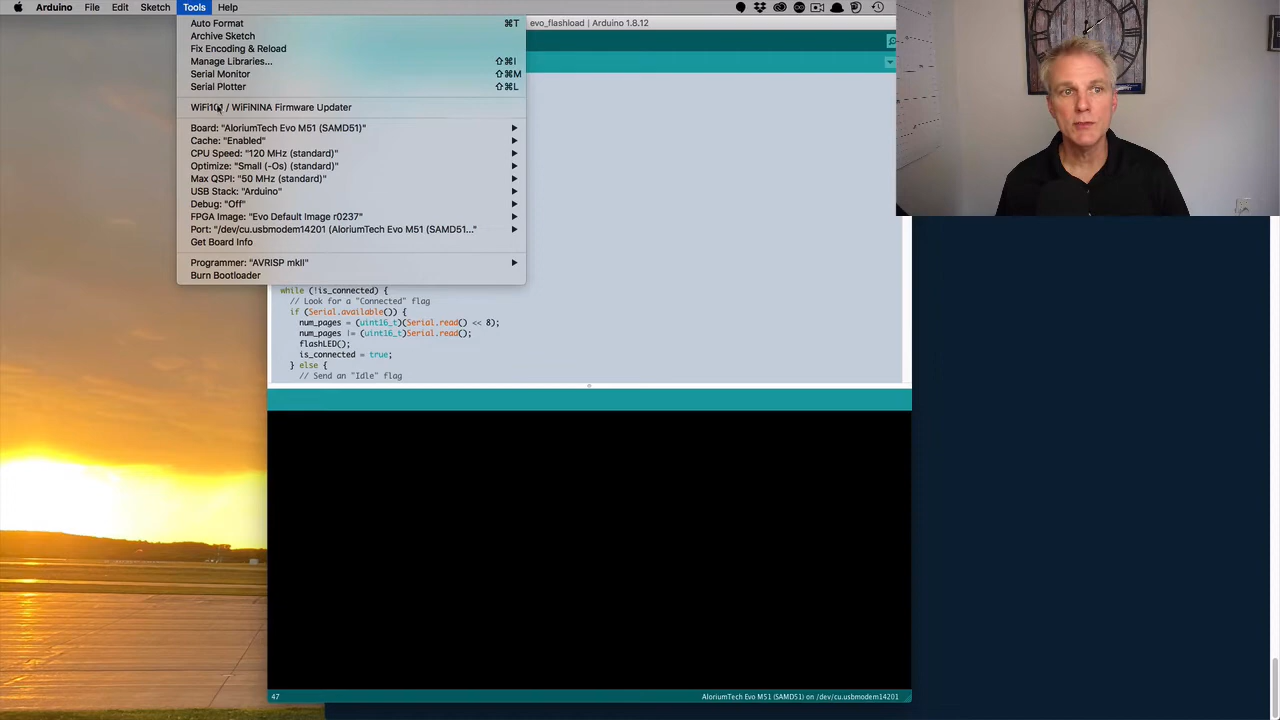 Arduino File Edit Sketch Tools Help
evo_flashload | Arduino 1.8.12
Auto Format ⌘T
Archive Sketch
Fix Encoding & Reload
Manage Libraries... ⇧⌘I
Serial Monitor ⇧⌘M
Serial Plotter ⇧⌘L
WiFi101 / WiFiNINA Firmware Updater
Board: "AloriumTech Evo M51 (SAMD51)"
Cache: "Enabled"
CPU Speed: "120 MHz (standard)"
Optimize: "Small (-Os) (standard)"
Max QSPI: "50 MHz (standard)"
USB Stack: "Arduino"
Debug: "Off"
FPGA Image: "Evo Default Image r0237"
Port: "/dev/cu.usbmodem14201 (AloriumTech Evo M51 (SAMD51..."
Get Board Info
Programmer: "AVRISP mkII"
Burn Bootloader
while (!is_connected) {
// Look for a "Connected" flag
if (Serial.available()) {
num_pages = (uint16_t)(Serial.read() << 8);
num_pages != (uint16_t)Serial.read();
flashLED();
is_connected = true;
} else {
// Send an "Idle" flag
47
AloriumTech Evo M51 (SAMD51) on /dev/cu.usbmodem14201